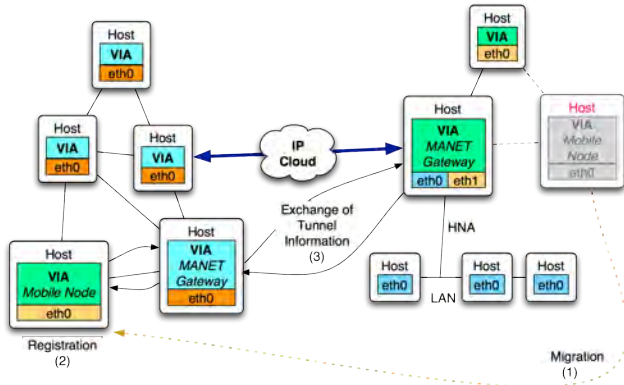 Host
VIA
eth0
Host
VIA
eth0
Host
VIA
eth0
Host
VIA
eth0
IP
Cloud
Host
VIA
MANET
Gateway
eth0 eth1
Host
VIA
Mobile
Node
eth0
Exchange of
Tunnel
Information
(3)
HNA
Host
VIA
Mobile Node
eth0
Host
VIA
MANET
Gateway
eth0
Host
eth0
Host
eth0
Host
eth0
LAN
Registration
(2)
Migration
(1)